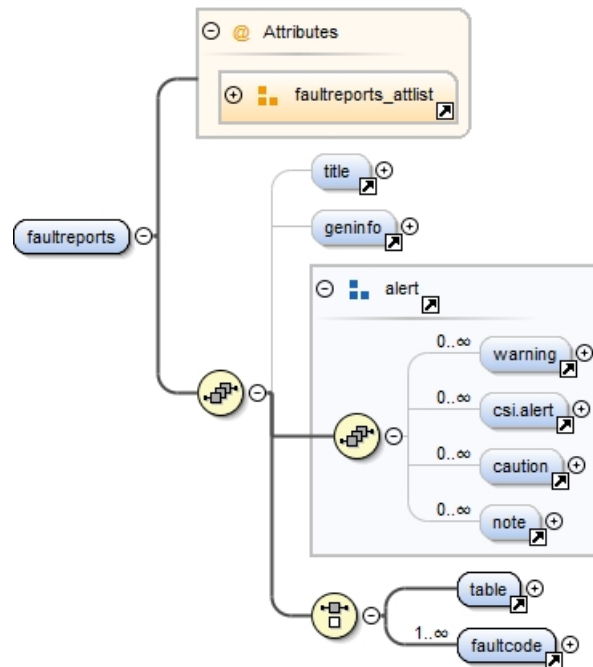 @ Attributes
faultreports_attlist
title
geninfo
faultreports
alert
0..∞
warning
0..∞
csi.alert
0..∞
caution
0..∞
note
table
1..∞
faultcode